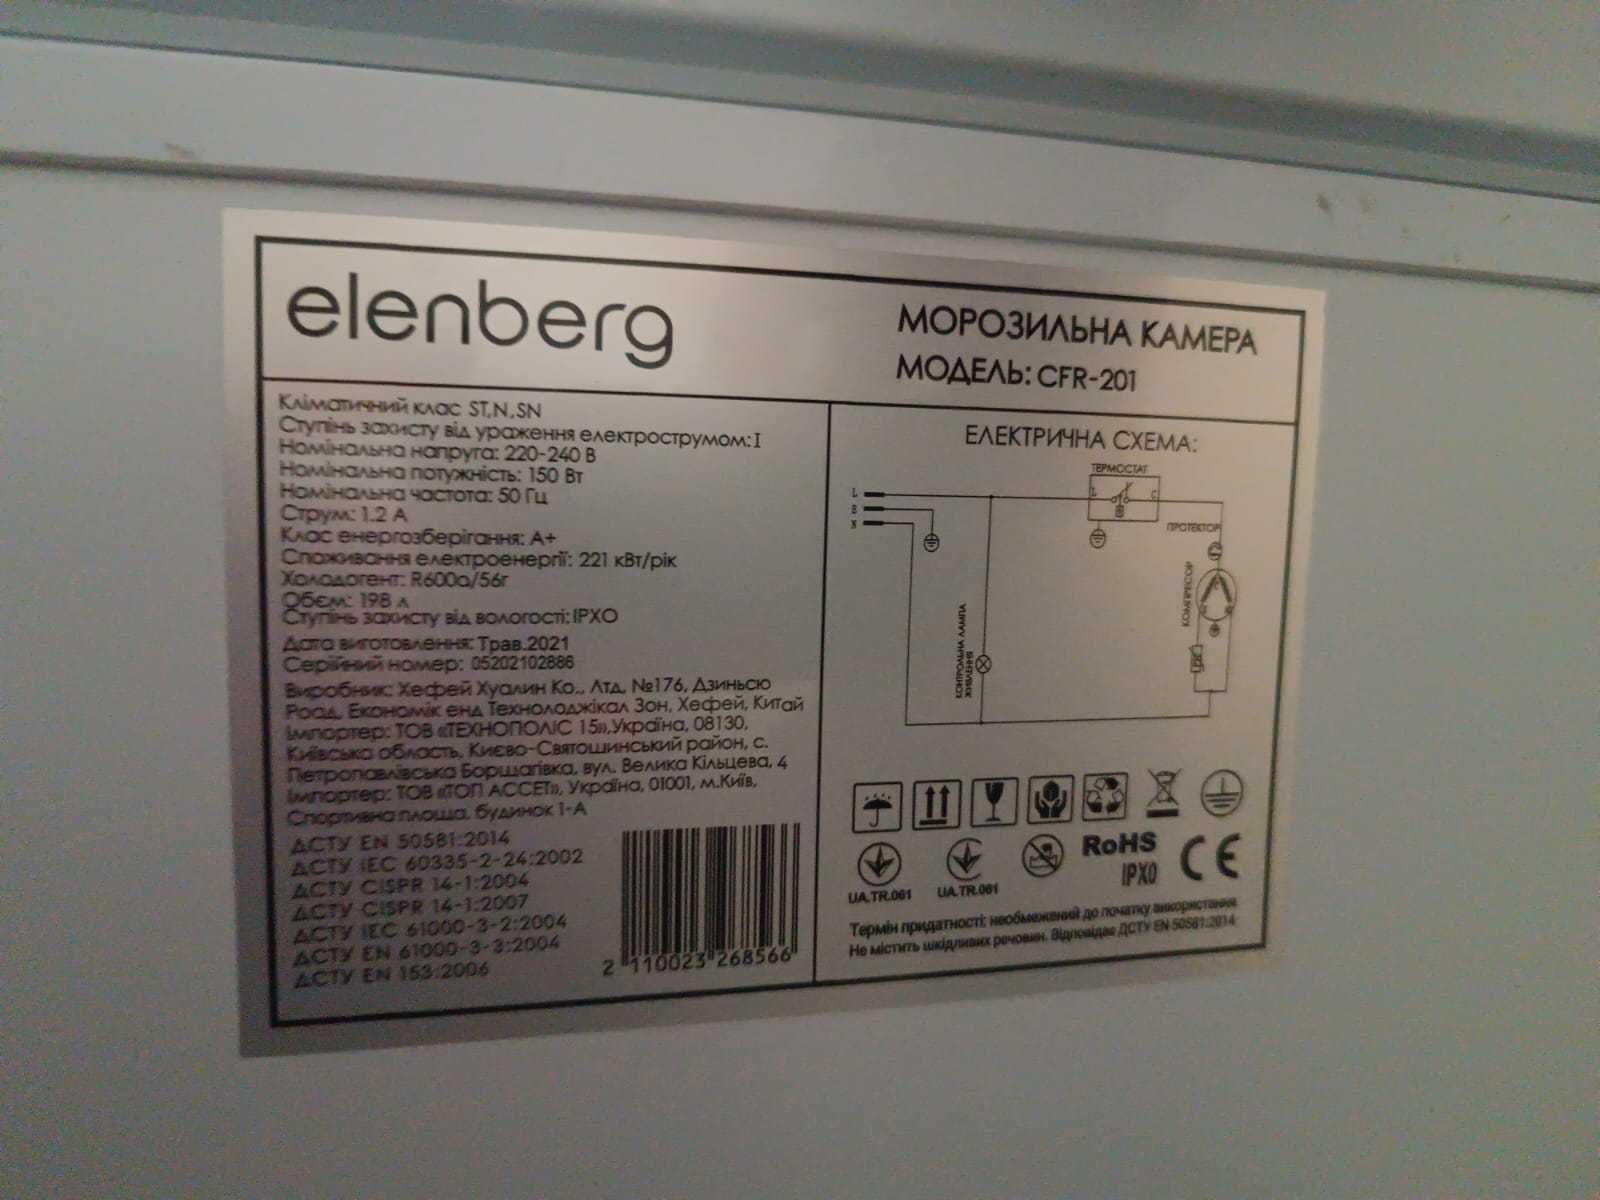 elenberg
МОРОЗИЛЬНА КАМЕРА
МОДЕЛЬ: CFR-201
Кліматичний клас ST,N,SN
Ступінь захисту від ураження електрострумом: I
Номінальна напруга: 220-240 В
Номінальна потужність: 150 Вт
Номінальна частота: 50 Гц
Струм: 1.2 А
Клас енергозберігання: А+
Споживання електроенергії: 221 кВт/рік
Холодогент: R600a/56г
Обєм: 198 л
Ступінь захисту від вологості: IPX0
Дата виготовлення: Трав.2021
Серійний номер: 05202102886
Виробник: Хефей Хуалин Ко., Лтд, №176, Дзиньсю
Роад, Економік енд Технолоджікал Зон, Хефей, Китай
Імпортер: ТОВ «ТЕХНОПОЛІС 15»,Україна, 08130,
Київська область, Києво-Святошинський район, с.
Петропавлівська Борщагівка, вул. Велика Кільцева, 4
Імпортер: ТОВ «ТОП АССЕТ», Україна, 01001, м.Київ,
Спортивна площа, будинок 1-А
ДСТУ EN 50581:2014
ДСТУ IEC 60335-2-24:2002
ДСТУ CISPR 14-1:2004
ДСТУ CISPR 14-1:2007
ДСТУ IEC 61000-3-2:2004
ДСТУ EN 61000-3-3:2004
ДСТУ EN 153:2006
2 110023 268566
ЕЛЕКТРИЧНА СХЕМА:
ТЕРМОСТАТ
L
L C
E
N
ПРОТЕКТОР
КОМПРЕСОР
КОНТРОЛЬНА ЛАМПА
ЖИВЛЕННЯ
UA.TR.061
UA.TR.061
RoHS
IPX0
CE
Термін придатності: необмежений до початку використання
Не містить шкідливих речовин. Відповідає ДСТУ EN 50581:2014